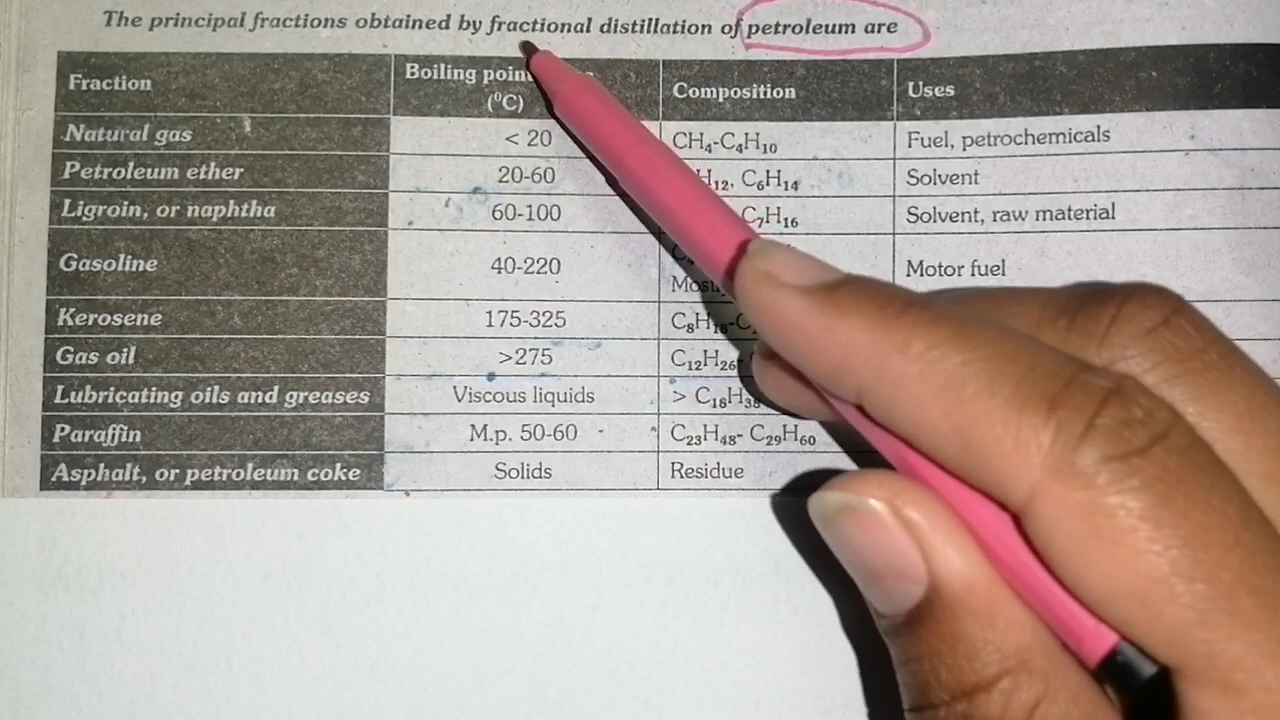 The principal fractions obtained by fractional distillation of petroleum are
Fraction Boiling Composition Uses
(⁰C)
Natural gas < 20 CH₄-C₄H₁₀ Fuel, petrochemicals
Petroleum ether 20-60 C₆H₁₄ Solvent
Ligroin, or naphtha 60-100 C₇H₁₆ Solvent, raw material
Gasoline 40-220 Motor fuel
Kerosene 175-325
Gas oil >275 C₁₂H₂₆-
Lubricating oils and greases Viscous liquids > C₁₈H₃₈
Paraffin M.p. 50-60 C₂₃H₄₈- C₂₉H₆₀
Asphalt, or petroleum coke Solids Residue